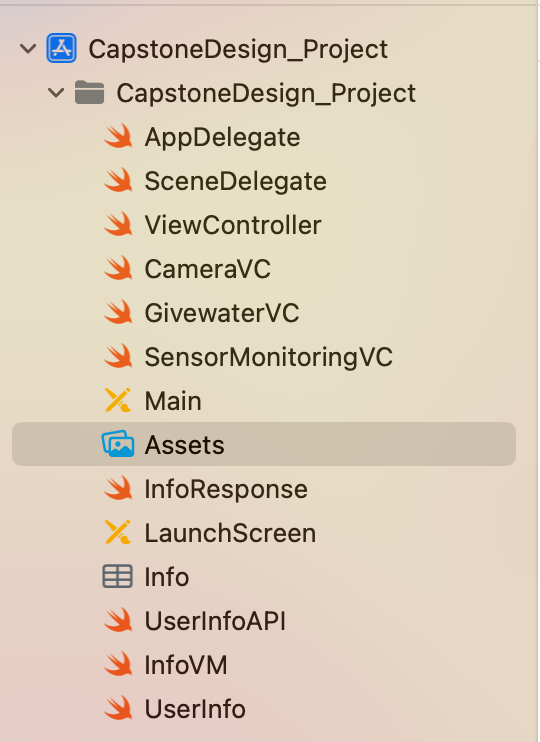 CapstoneDesign_Project
CapstoneDesign_Project
AppDelegate
SceneDelegate
ViewController
CameraVC
GivewaterVC
SensorMonitoringVC
Main
Assets
InfoResponse
LaunchScreen
Info
UserInfoAPI
InfoVM
UserInfo